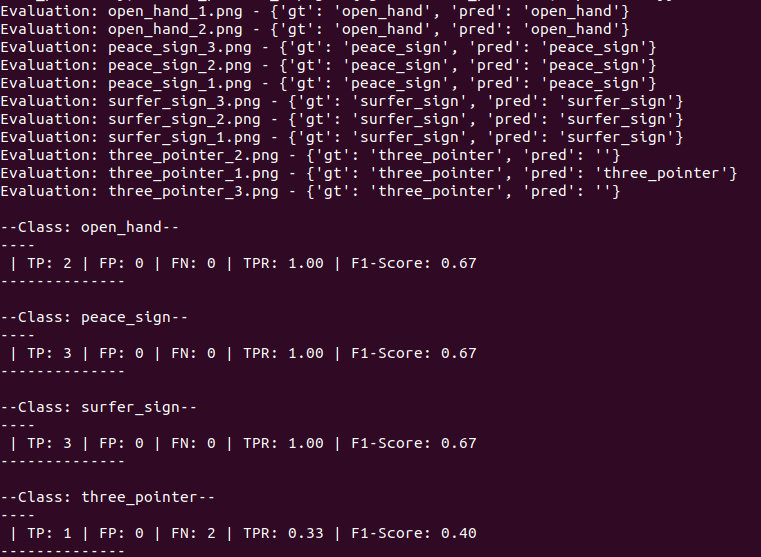 Evaluation: open_hand_1.png - {'gt': 'open_hand', 'pred': 'open_hand'}
Evaluation: open_hand_2.png - {'gt': 'open_hand', 'pred': 'open_hand'}
Evaluation: peace_sign_3.png - {'gt': 'peace_sign', 'pred': 'peace_sign'}
Evaluation: peace_sign_2.png - {'gt': 'peace_sign', 'pred': 'peace_sign'}
Evaluation: peace_sign_1.png - {'gt': 'peace_sign', 'pred': 'peace_sign'}
Evaluation: surfer_sign_3.png - {'gt': 'surfer_sign', 'pred': 'surfer_sign'}
Evaluation: surfer_sign_2.png - {'gt': 'surfer_sign', 'pred': 'surfer_sign'}
Evaluation: surfer_sign_1.png - {'gt': 'surfer_sign', 'pred': 'surfer_sign'}
Evaluation: three_pointer_2.png - {'gt': 'three_pointer', 'pred': ''}
Evaluation: three_pointer_1.png - {'gt': 'three_pointer', 'pred': 'three_pointer'}
Evaluation: three_pointer_3.png - {'gt': 'three_pointer', 'pred': ''}
--Class: open_hand--
----
| TP: 2 | FP: 0 | FN: 0 | TPR: 1.00 | F1-Score: 0.67
--------------
--Class: peace_sign--
----
| TP: 3 | FP: 0 | FN: 0 | TPR: 1.00 | F1-Score: 0.67
--------------
--Class: surfer_sign--
----
| TP: 3 | FP: 0 | FN: 0 | TPR: 1.00 | F1-Score: 0.67
--------------
--Class: three_pointer--
----
| TP: 1 | FP: 0 | FN: 2 | TPR: 0.33 | F1-Score: 0.40
--------------